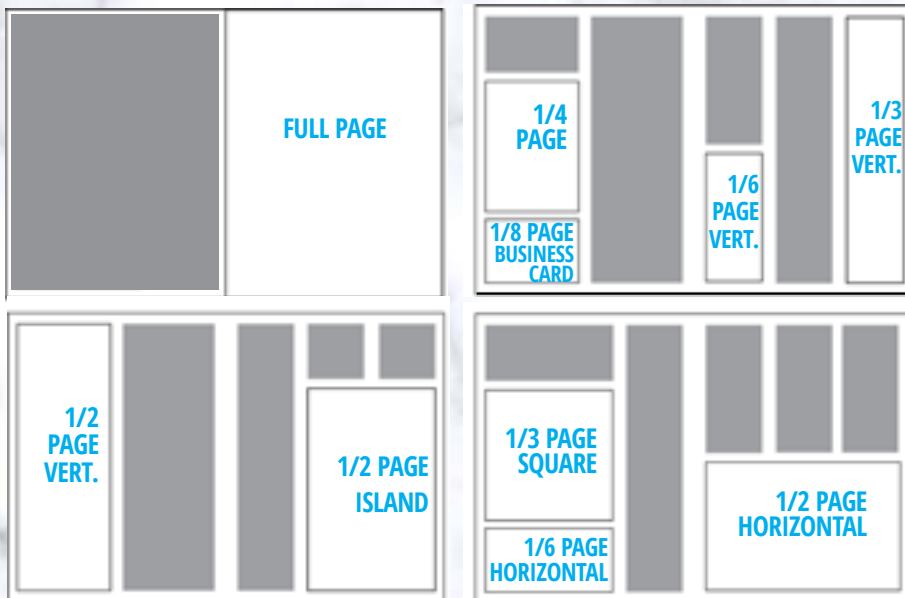 FULL PAGE
1/4
PAGE
1/8 PAGE
BUSINESS
CARD
1/6
PAGE
VERT.
1/3
PAGE
VERT.
1/2
PAGE
VERT.
1/2 PAGE
ISLAND
1/3 PAGE
SQUARE
1/6 PAGE
HORIZONTAL
1/2 PAGE
HORIZONTAL